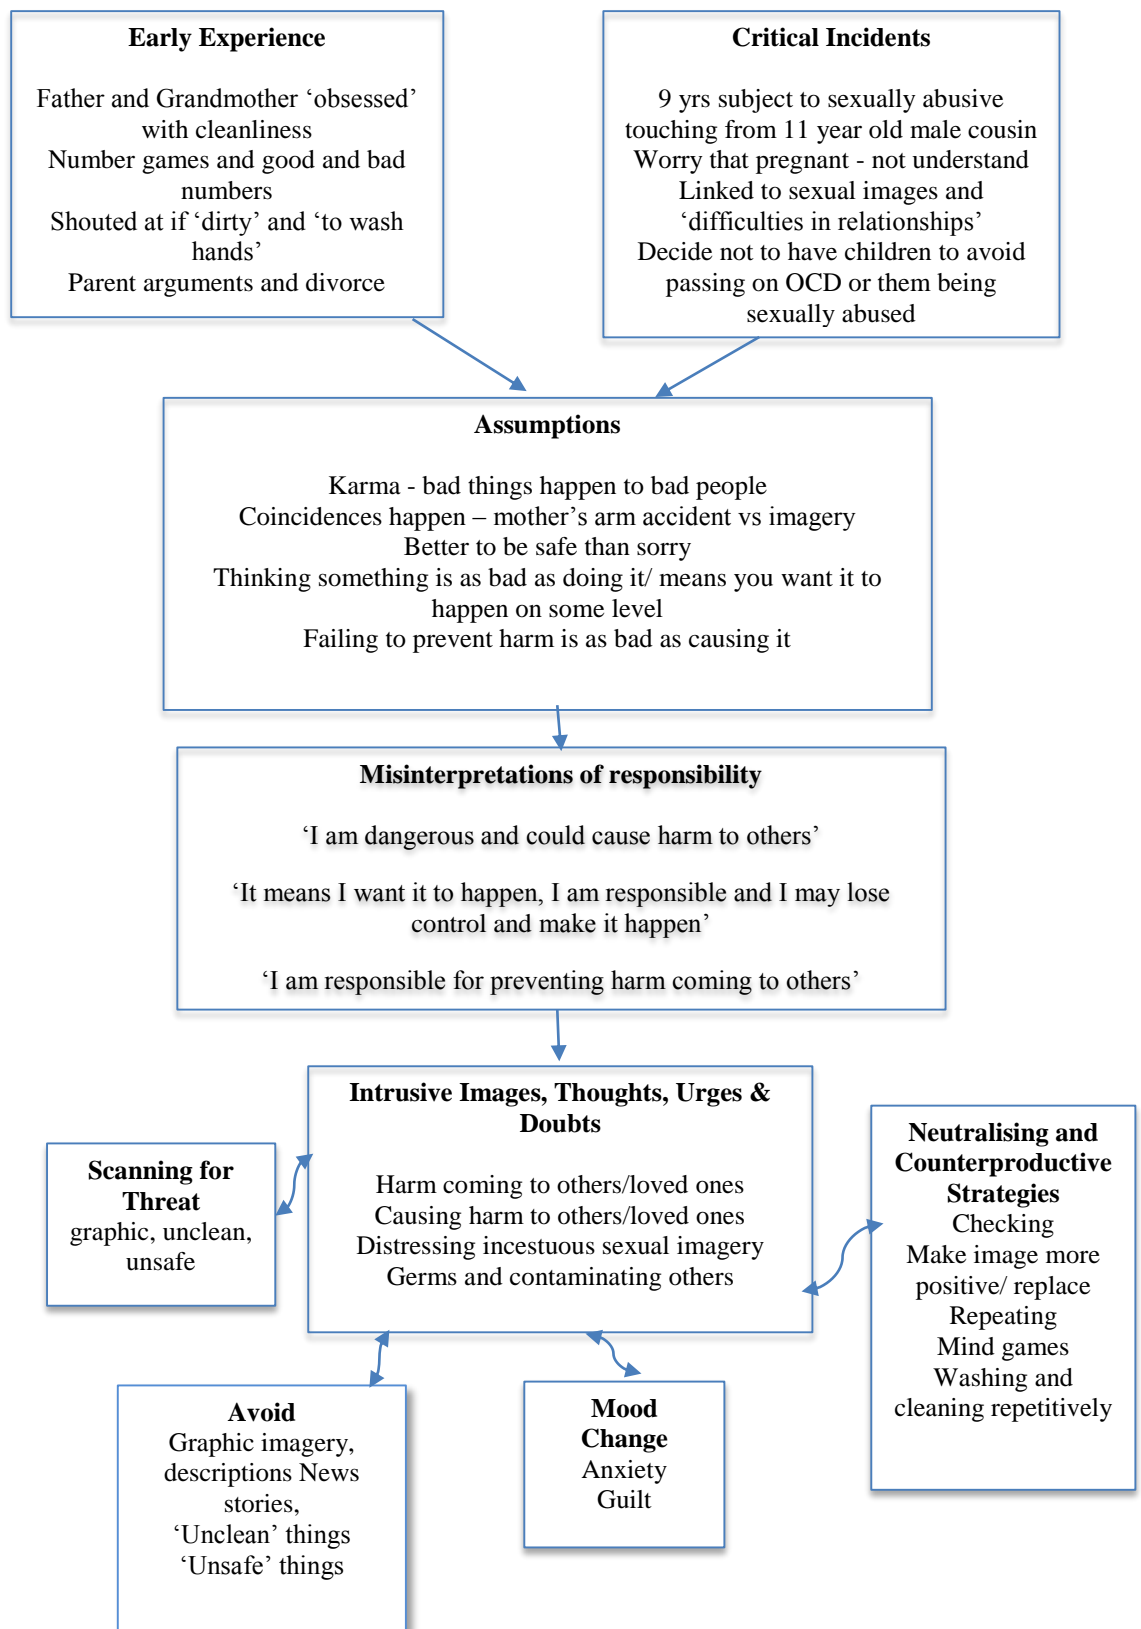 Early Experience
Father and Grandmother ‘obsessed’
with cleanliness
Number games and good and bad
numbers
Shouted at if ‘dirty’ and ‘to wash
hands’
Parent arguments and divorce
Critical Incidents
9 yrs subject to sexually abusive
touching from 11 year old male cousin
Worry that pregnant - not understand
Linked to sexual images and
‘difficulties in relationships’
Decide not to have children to avoid
passing on OCD or them being
sexually abused
Assumptions
Karma - bad things happen to bad people
Coincidences happen – mother’s arm accident vs imagery
Better to be safe than sorry
Thinking something is as bad as doing it/ means you want it to
happen on some level
Failing to prevent harm is as bad as causing it
Misinterpretations of responsibility
‘I am dangerous and could cause harm to others’
‘It means I want it to happen, I am responsible and I may lose
control and make it happen’
‘I am responsible for preventing harm coming to others’
Intrusive Images, Thoughts, Urges &
Doubts
Harm coming to others/loved ones
Causing harm to others/loved ones
Distressing incestuous sexual imagery
Germs and contaminating others
Scanning for
Threat
graphic, unclean,
unsafe
Neutralising and
Counterproductive
Strategies
Checking
Make image more
positive/ replace
Repeating
Mind games
Washing and
cleaning repetitively
Avoid
Graphic imagery,
descriptions News
stories,
‘Unclean’ things
‘Unsafe’ things
Mood
Change
Anxiety
Guilt